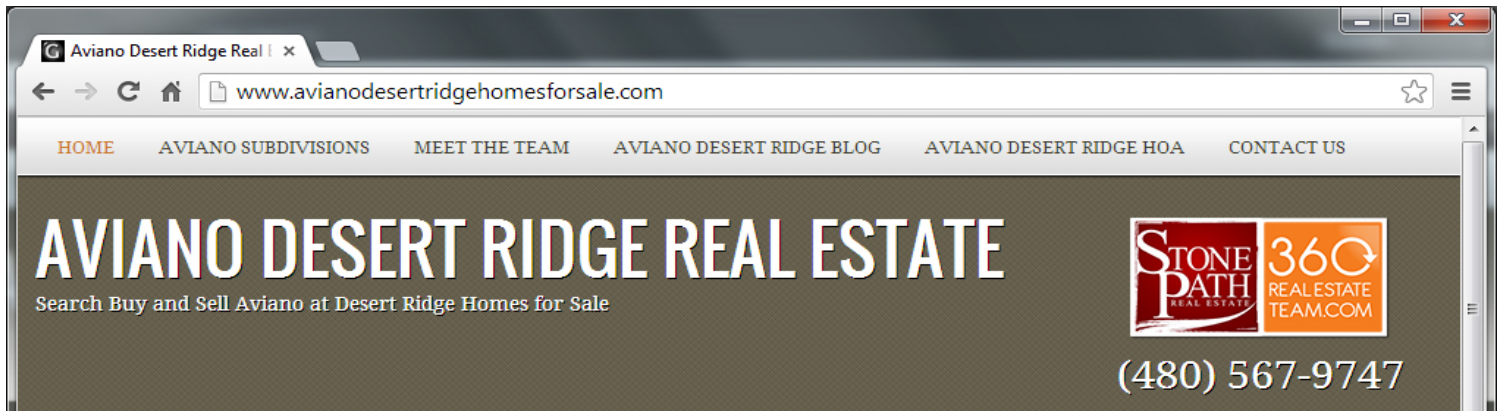 G Aviano Desert Ridge Real
www.avianodesertridgehomesforsale.com
HOME AVIANO SUBDIVISIONS MEET THE TEAM AVIANO DESERT RIDGE BLOG AVIANO DESERT RIDGE HOA CONTACT US
AVIANO DESERT RIDGE REAL ESTATE
Search Buy and Sell Aviano at Desert Ridge Homes for Sale
STONE
PATH
REAL ESTATE
360
REAL ESTATE
TEAM.COM
(480) 567-9747